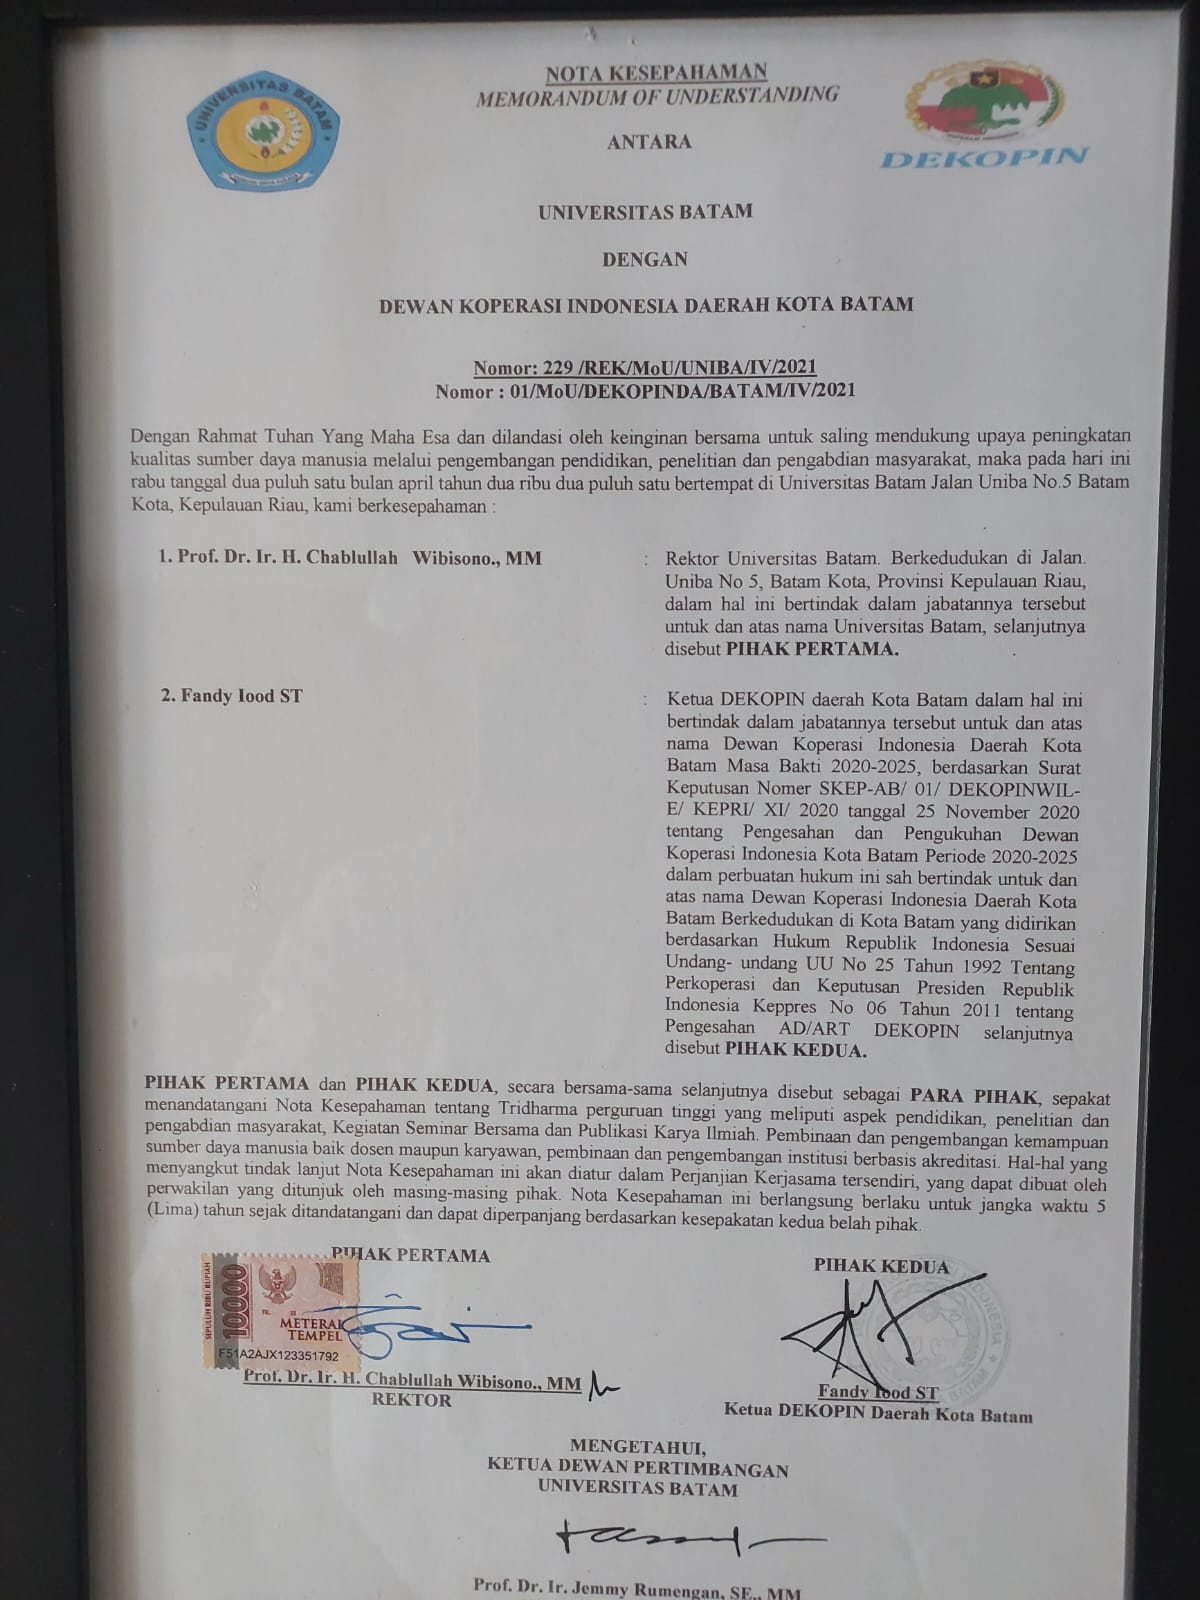 UNIVERSITAS BATAM
DEKOPIN
NOTA KESEPAHAMAN
MEMORANDUM OF UNDERSTANDING
ANTARA
UNIVERSITAS BATAM
DENGAN
DEWAN KOPERASI INDONESIA DAERAH KOTA BATAM
Nomor: 229 /REK/MoU/UNIBA/IV/2021
Nomor : 01/MoU/DEKOPINDA/BATAM/IV/2021
Dengan Rahmat Tuhan Yang Maha Esa dan dilandasi oleh keinginan bersama untuk saling mendukung upaya peningkatan
kualitas sumber daya manusia melalui pengembangan pendidikan, penelitian dan pengabdian masyarakat, maka pada hari ini
rabu tanggal dua puluh satu bulan april tahun dua ribu dua puluh satu bertempat di Universitas Batam Jalan Uniba No.5 Batam
Kota, Kepulauan Riau, kami berkesepahaman :
1. Prof. Dr. Ir. H. Chablullah Wibisono., MM : Rektor Universitas Batam. Berkedudukan di Jalan.
Uniba No 5, Batam Kota, Provinsi Kepulauan Riau,
dalam hal ini bertindak dalam jabatannya tersebut
untuk dan atas nama Universitas Batam, selanjutnya
disebut PIHAK PERTAMA.
2. Fandy Iood ST : Ketua DEKOPIN daerah Kota Batam dalam hal ini
bertindak dalam jabatannya tersebut untuk dan atas
nama Dewan Koperasi Indonesia Daerah Kota
Batam Masa Bakti 2020-2025, berdasarkan Surat
Keputusan Nomer SKEP-AB/ 01/ DEKOPINWIL-
E/ KEPRI/ XI/ 2020 tanggal 25 November 2020
tentang Pengesahan dan Pengukuhan Dewan
Koperasi Indonesia Kota Batam Periode 2020-2025
dalam perbuatan hukum ini sah bertindak untuk dan
atas nama Dewan Koperasi Indonesia Daerah Kota
Batam Berkedudukan di Kota Batam yang didirikan
berdasarkan Hukum Republik Indonesia Sesuai
Undang- undang UU No 25 Tahun 1992 Tentang
Perkoperasi dan Keputusan Presiden Republik
Indonesia Keppres No 06 Tahun 2011 tentang
Pengesahan AD/ART DEKOPIN selanjutnya
disebut PIHAK KEDUA.
PIHAK PERTAMA dan PIHAK KEDUA, secara bersama-sama selanjutnya disebut sebagai PARA PIHAK, sepakat
menandatangani Nota Kesepahaman tentang Tridharma perguruan tinggi yang meliputi aspek pendidikan, penelitian dan
pengabdian masyarakat, Kegiatan Seminar Bersama dan Publikasi Karya Ilmiah. Pembinaan dan pengembangan kemampuan
sumber daya manusia baik dosen maupun karyawan, pembinaan dan pengembangan institusi berbasis akreditasi. Hal-hal yang
menyangkut tindak lanjut Nota Kesepahaman ini akan diatur dalam Perjanjian Kerjasama tersendiri, yang dapat dibuat oleh
perwakilan yang ditunjuk oleh masing-masing pihak. Nota Kesepahaman ini berlangsung berlaku untuk jangka waktu 5
(Lima) tahun sejak ditandatangani dan dapat diperpanjang berdasarkan kesepakatan kedua belah pihak.
PIHAK PERTAMA
SEPULUH RIBU RUPIAH
10000
METERAI
TEMPEL
F51A2AJX123351792
Prof. Dr. Ir. H. Chablullah Wibisono., MM
REKTOR
PIHAK KEDUA
Fandy Iood ST
Ketua DEKOPIN Daerah Kota Batam
MENGETAHUI,
KETUA DEWAN PERTIMBANGAN
UNIVERSITAS BATAM
Prof. Dr. Ir. Jemmy Rumengan, SE., MM